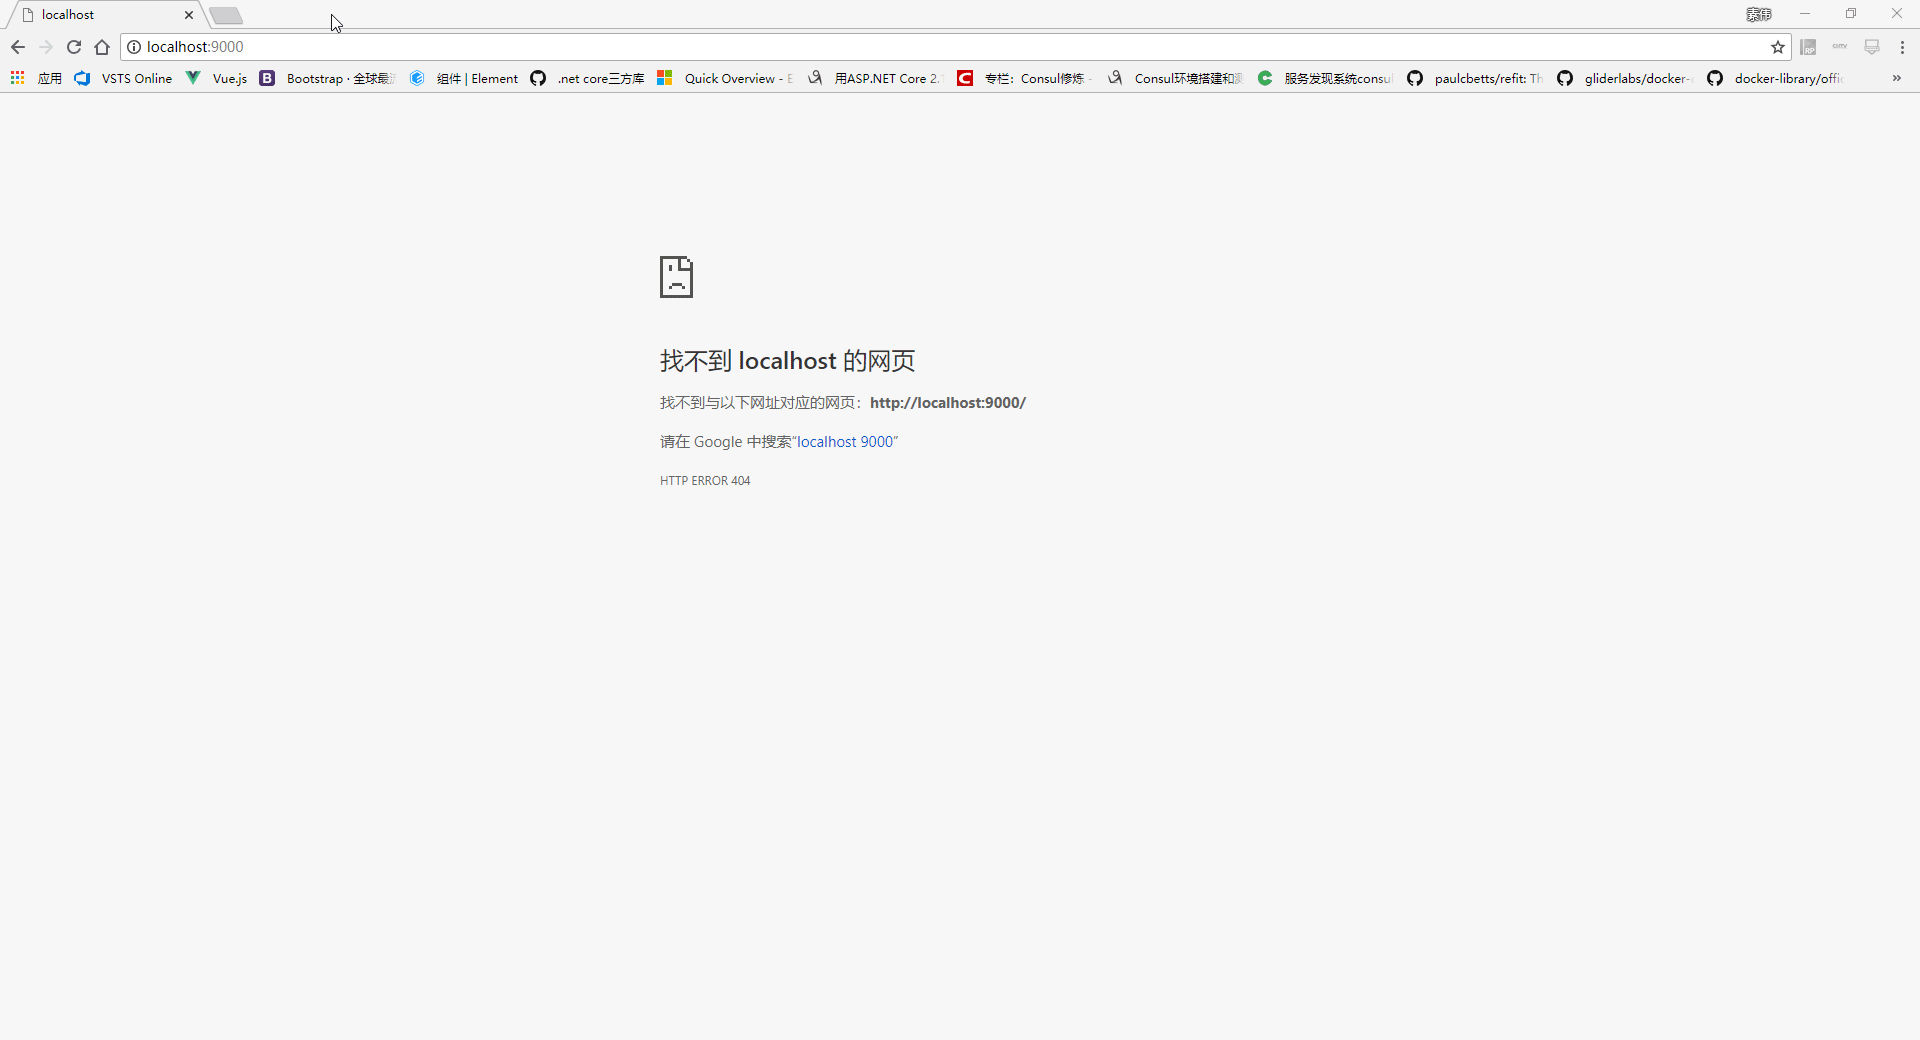 localhost
素伟
localhost:9000
应用 VSTS Online Vue.js Bootstrap · 全球最 组件 | Element .net core三方库 Quick Overview - E 用ASP.NET Core 2. 专栏：Consul修炼 - Consul环境搭建和 服务发现系统consul paulcbetts/refit: Th gliderlabs/docker- docker-library/offi »
找不到 localhost 的网页
找不到与以下网址对应的网页：http://localhost:9000/
请在 Google 中搜索“localhost 9000”
HTTP ERROR 404